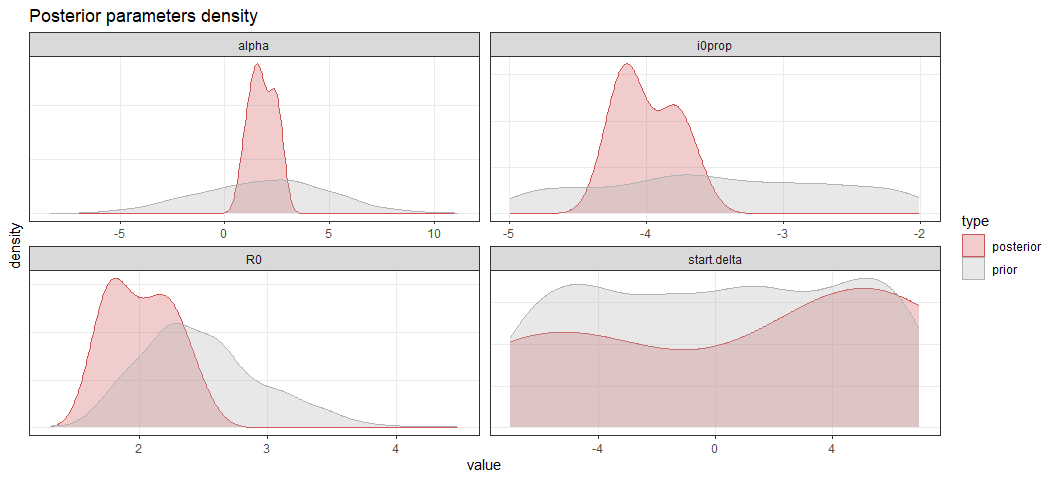 Posterior parameters density
alpha
i0prop
-5 0 5 10
-5 -4 -3 -2
R0
start.delta
2 3 4
-4 0 4
density
value
type
posterior
prior